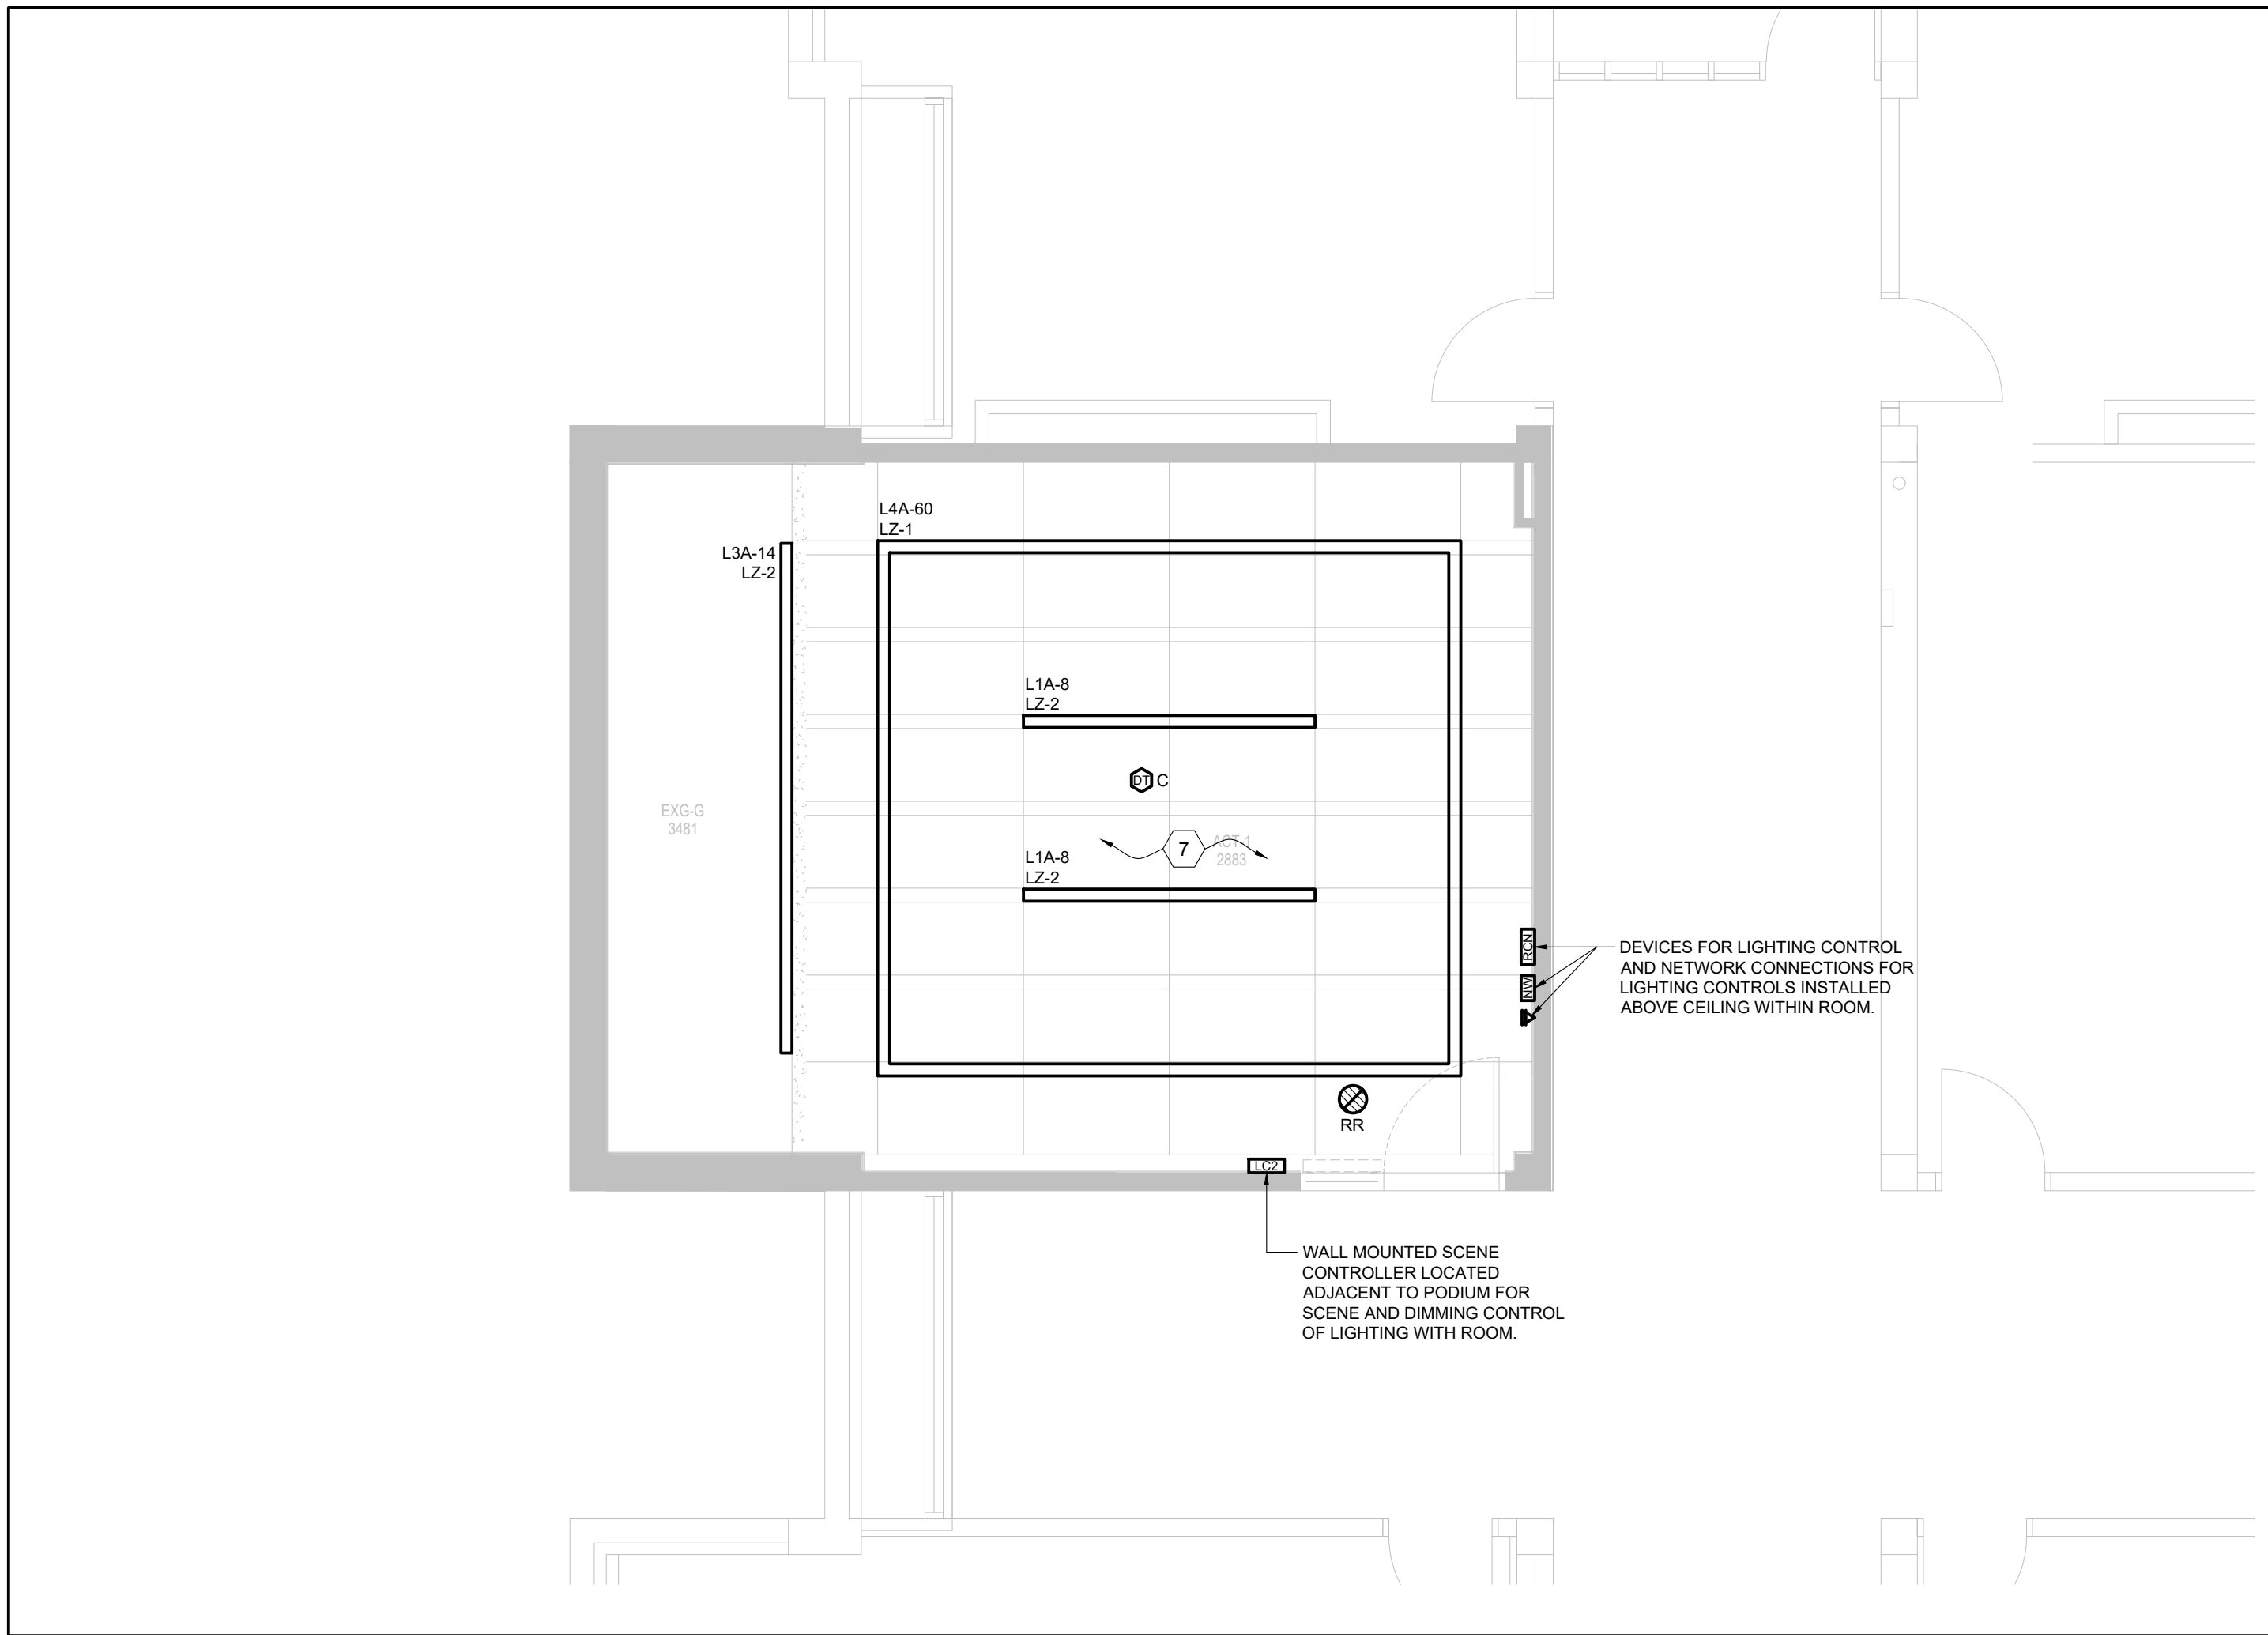 L4A-60
LZ-1
L3A-14
LZ-2
L1A-8
LZ-2
DT C
EXG-G
3481
7
ACT-1
2883
L1A-8
LZ-2
RCN
NW
DEVICES FOR LIGHTING CONTROL
AND NETWORK CONNECTIONS FOR
LIGHTING CONTROLS INSTALLED
ABOVE CEILING WITHIN ROOM.
RR
LC2
WALL MOUNTED SCENE
CONTROLLER LOCATED
ADJACENT TO PODIUM FOR
SCENE AND DIMMING CONTROL
OF LIGHTING WITH ROOM.